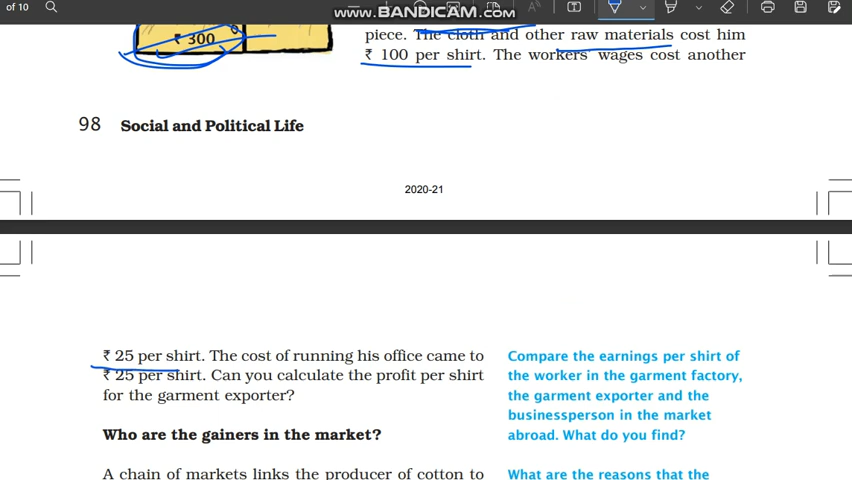 of 10
www.BANDICAM.com
₹ 300
piece. The cloth and other raw materials cost him
₹ 100 per shirt. The workers' wages cost another
98 Social and Political Life
2020-21
₹ 25 per shirt. The cost of running his office came to
₹ 25 per shirt. Can you calculate the profit per shirt
for the garment exporter?
Compare the earnings per shirt of
the worker in the garment factory,
the garment exporter and the
businessperson in the market
abroad. What do you find?
Who are the gainers in the market?
A chain of markets links the producer of cotton to
What are the reasons that the